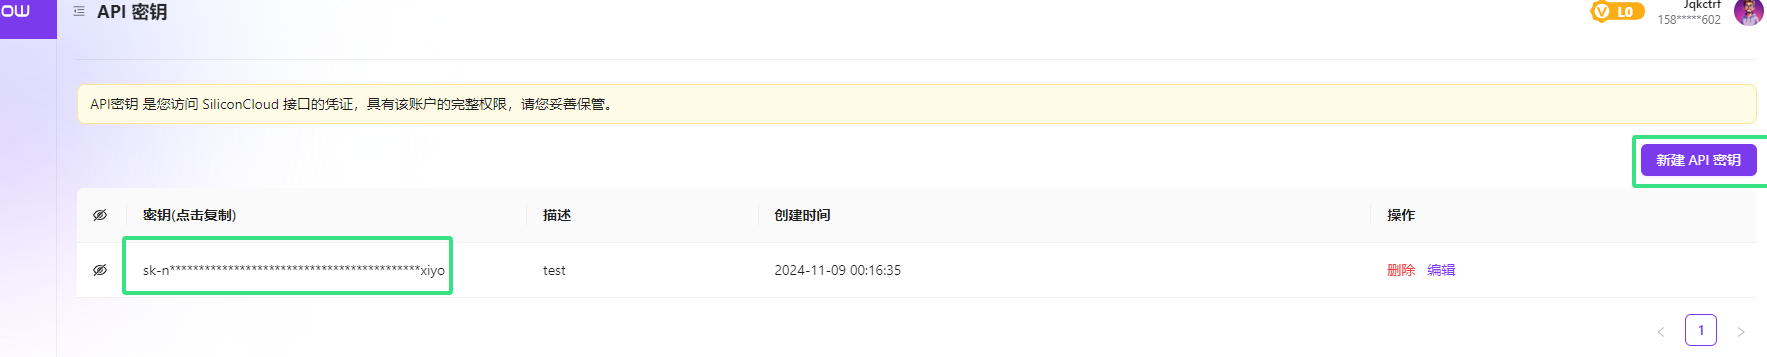 ow
API 密钥
L0
Jqkctrf
158*****602
API密钥 是您访问 SiliconCloud 接口的凭证，具有该账户的完整权限，请您妥善保管。
新建 API 密钥
密钥(点击复制) 描述 创建时间 操作
sk-n*******************************************xiyo test 2024-11-09 00:16:35 删除 编辑
1